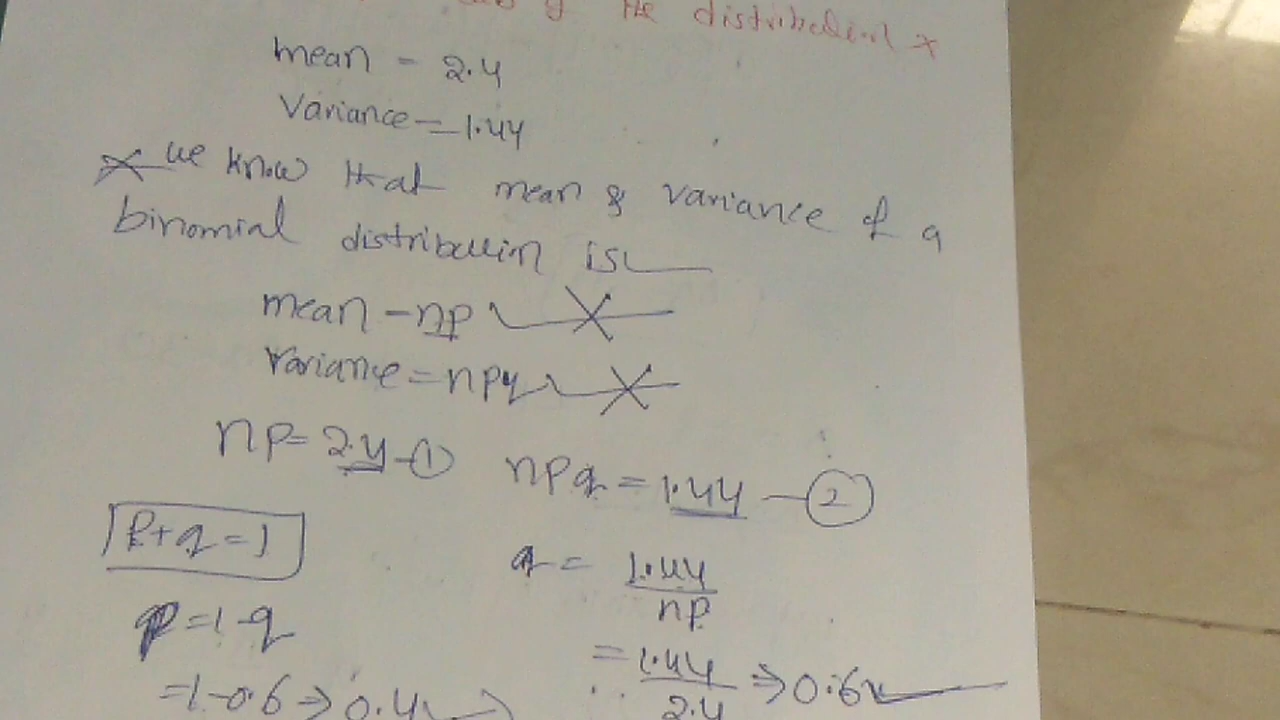 the distribution x
mean = 2.4
Variance = 1.44
we know that mean & variance of a
binomial distribution is
mean - np
variance = npq
np = 2.4 - ①
npq = 1.44 - ②
p+q=1
q = 1.44/np
p = 1-q
= 1.44/2.4 ⇒ 0.6
= 1-0.6 ⇒ 0.4